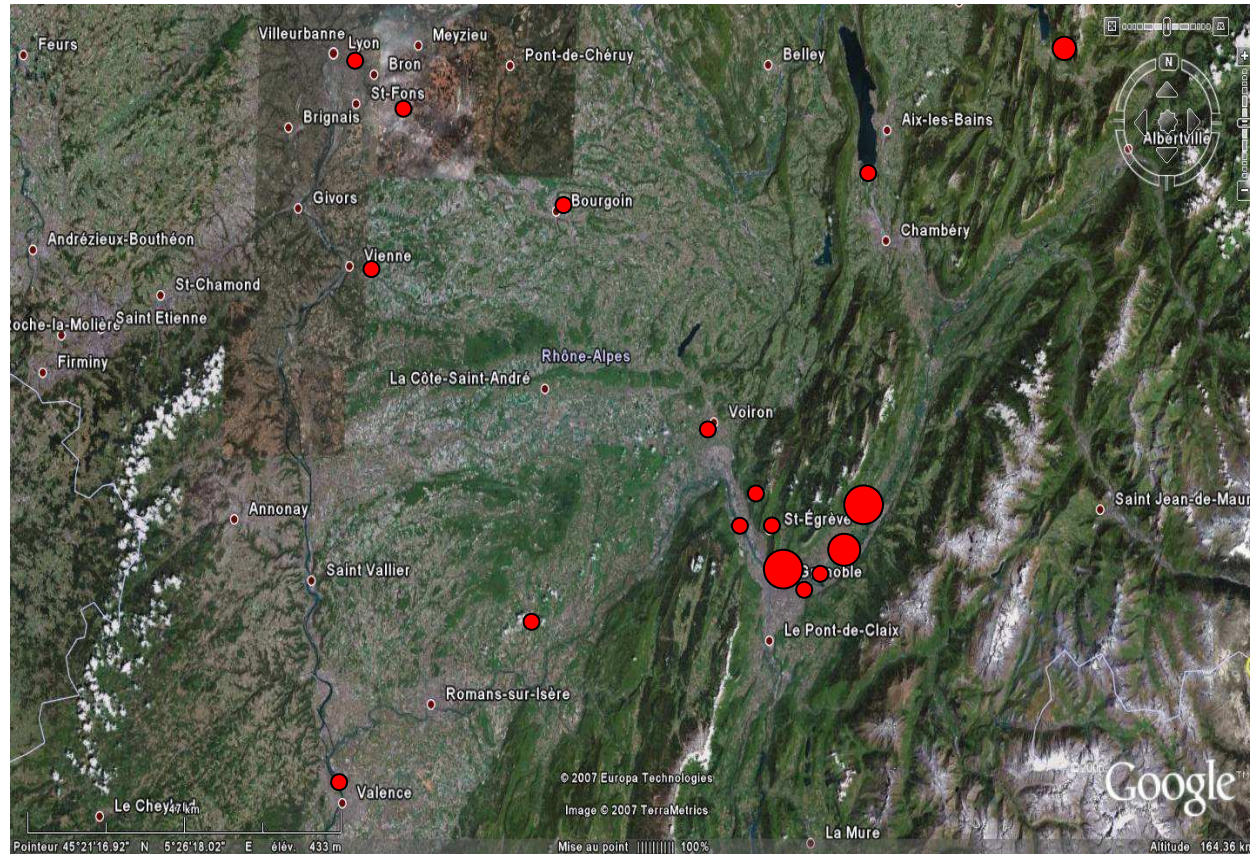 Villeurbanne
Feurs
Lyon
Meyzieu
Pont-de-Chéruy
Belley
Bron
St-Fons
Brignais
Aix-les-Bains
N
Albertville
Givors
Bourgoin
Chambéry
Andrézieux-Bouthéon
Vienne
St-Chamond
Roche-la-Molière
Saint Etienne
Firminy
Rhône-Alpes
La Côte-Saint-André
Voiron
Annonay
St-Égrève
Saint Jean-de-Maur
Saint Vallier
Grenoble
Le Pont-de-Claix
Romans-sur-Isère
© 2007 Europa Technologies
Image © 2007 TerraMetrics
Google™
Valence
47 km
La Mure
Pointeur 45°21'16.92" N 5°26'18.02" E élév. 433 m
Mise au point |||||||||| 100%
Altitude 164.36 km